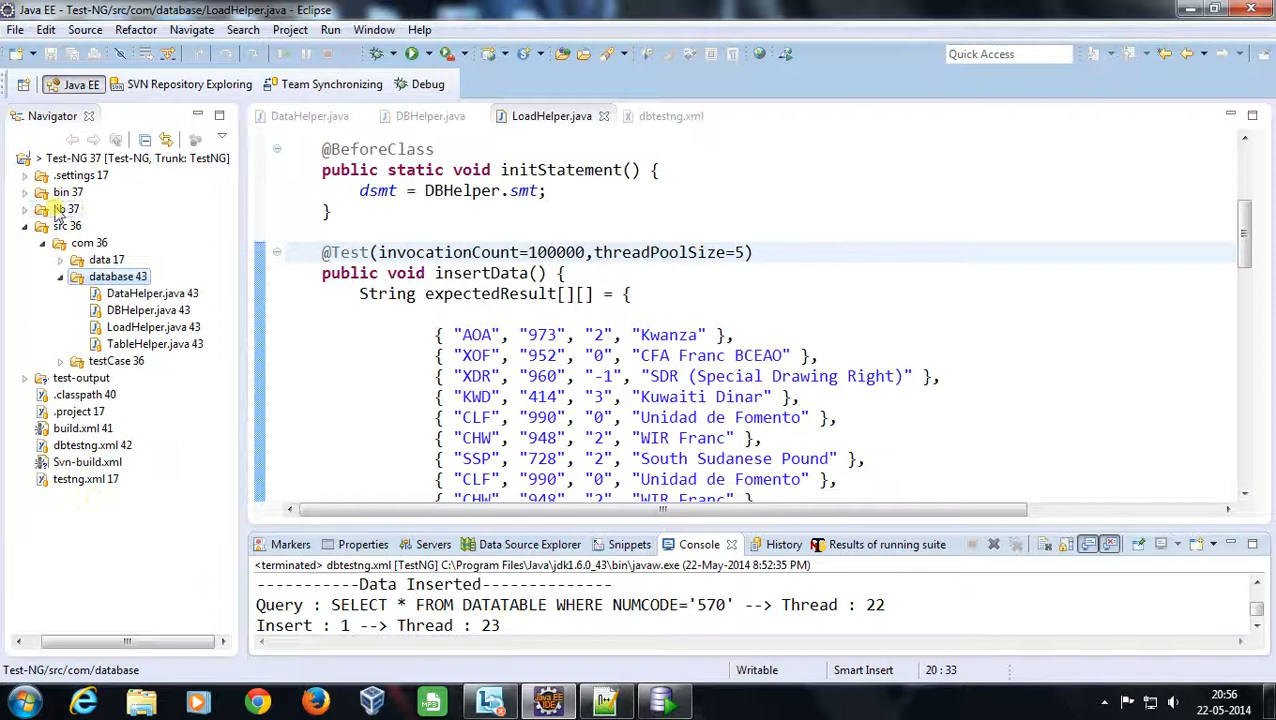 Java EE - Test-NG/src/com/database/LoadHelper.java - Eclipse
File Edit Source Refactor Navigate Search Project Run Window Help
Quick Access
Java EE SVN Repository Exploring Team Synchronizing Debug
Navigator
DataHelper.java DBHelper.java LoadHelper.java dbtestng.xml
> Test-NG 37 [Test-NG, Trunk: TestNG]
.settings 17
bin 37
lib 37
src 36
com 36
data 17
database 43
DataHelper.java 43
DBHelper.java 43
LoadHelper.java 43
TableHelper.java 43
testCase 36
test-output
.classpath 40
.project 17
build.xml 41
dbtestng.xml 42
Svn-build.xml
testng.xml 17
@BeforeClass
public static void initStatement() {
dsmt = DBHelper.smt;
}
@Test(invocationCount=100000,threadPoolSize=5)
public void insertData() {
String expectedResult[][] = {
{ "AOA", "973", "2", "Kwanza" },
{ "XOF", "952", "0", "CFA Franc BCEAO" },
{ "XDR", "960", "-1", "SDR (Special Drawing Right)" },
{ "KWD", "414", "3", "Kuwaiti Dinar" },
{ "CLF", "990", "0", "Unidad de Fomento" },
{ "CHW", "948", "2", "WIR Franc" },
{ "SSP", "728", "2", "South Sudanese Pound" },
{ "CLF", "990", "0", "Unidad de Fomento" },
{ "CHW", "948", "2", "WIR Franc" },
Markers Properties Servers Data Source Explorer Snippets Console History Results of running suite
<terminated> dbtestng.xml [TestNG] C:\Program Files\Java\jdk1.6.0_43\bin\javaw.exe (22-May-2014 8:52:35 PM)
-----------Data Inserted--------------
Query : SELECT * FROM DATATABLE WHERE NUMCODE='570' --> Thread : 22
Insert : 1 --> Thread : 23
Test-NG/src/com/database
Writable
Smart Insert
20 : 33
20:56
22-05-2014